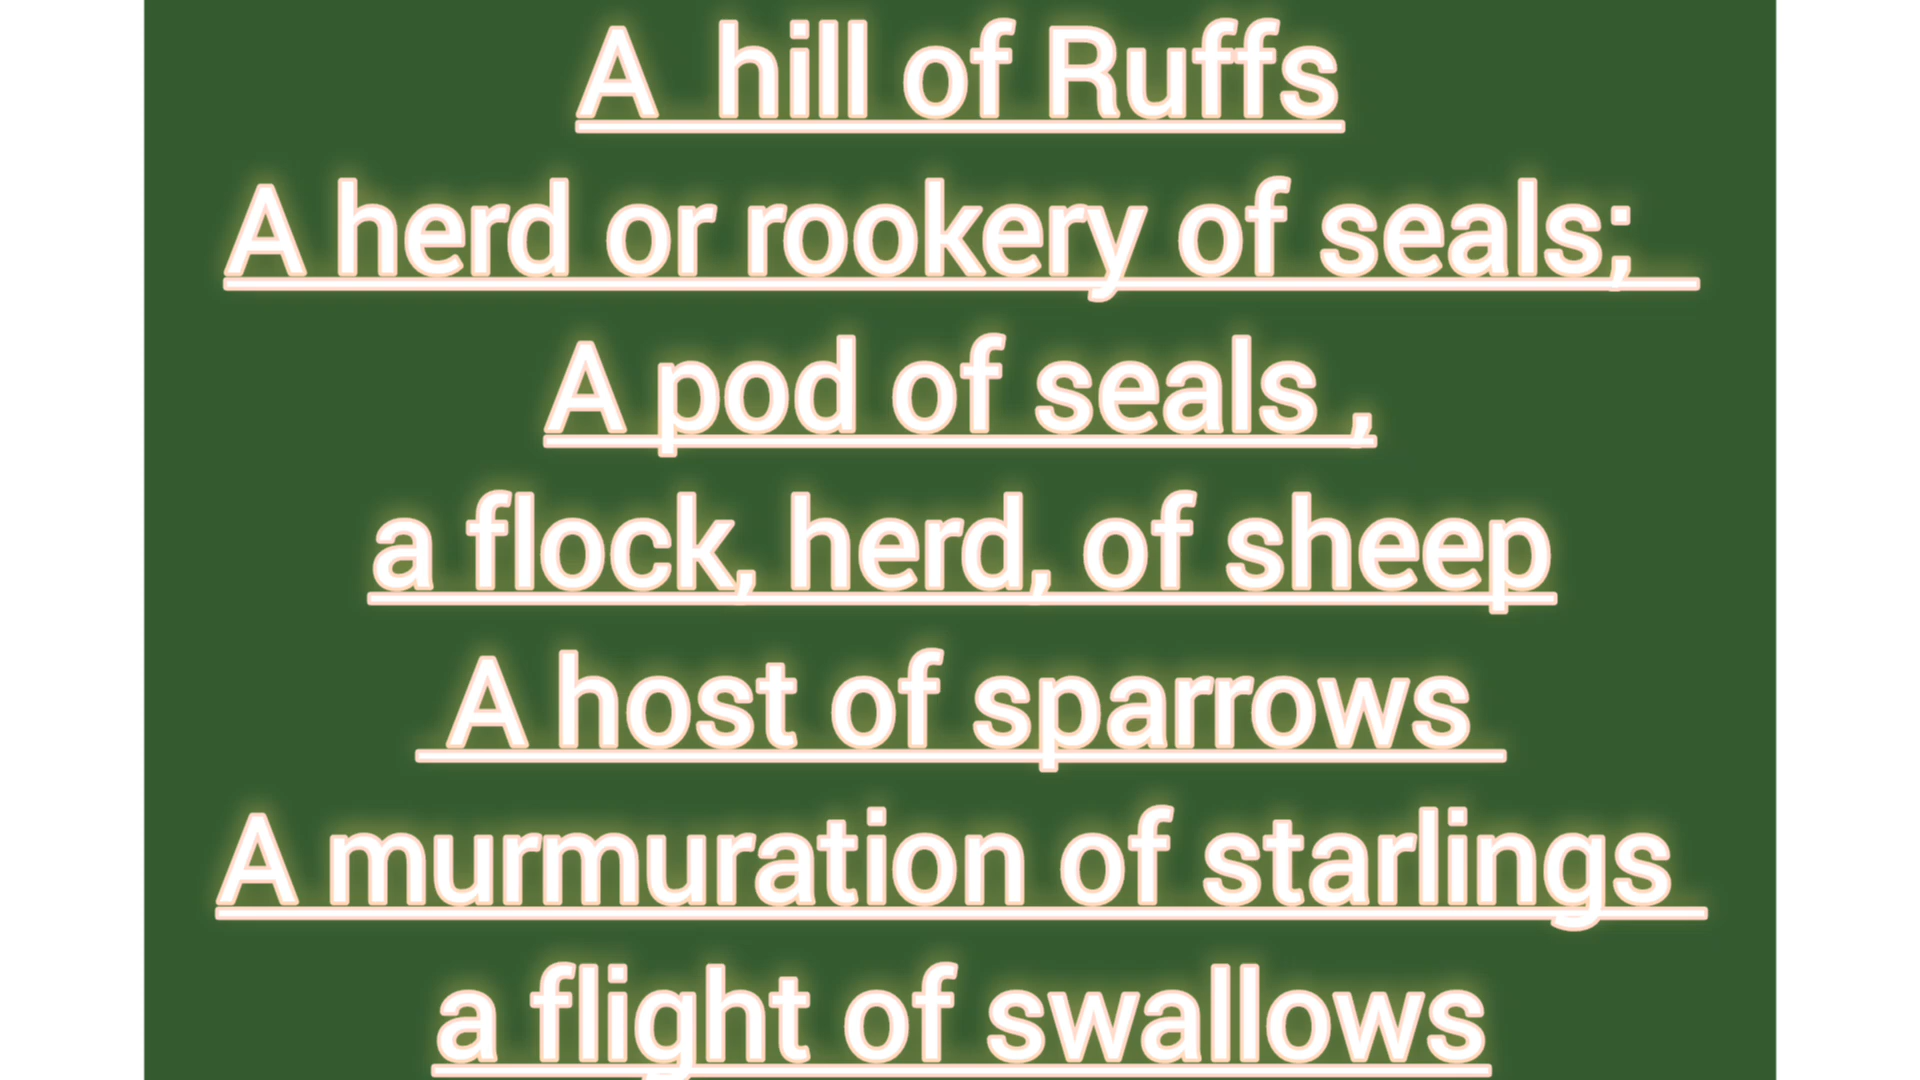 A hill of Ruffs
A herd or rookery of seals;
A pod of seals ,
a flock, herd, of sheep
A host of sparrows
A murmuration of starlings
a flight of swallows